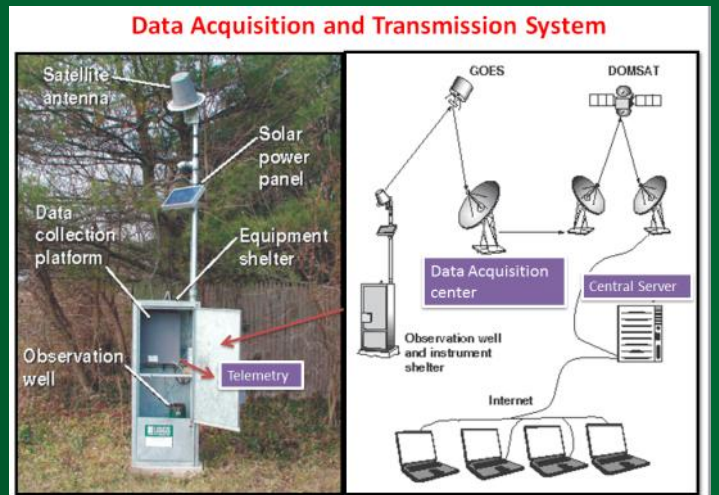 Data Acquisition and Transmission System
Satellite
antenna
Solar
power
panel
Data
collection
platform
Equipment
shelter
Observation
well
Telemetry
USGS
GOES
DOMSAT
Data Acquisition
center
Central Server
Observation well
and instrument
shelter
Internet